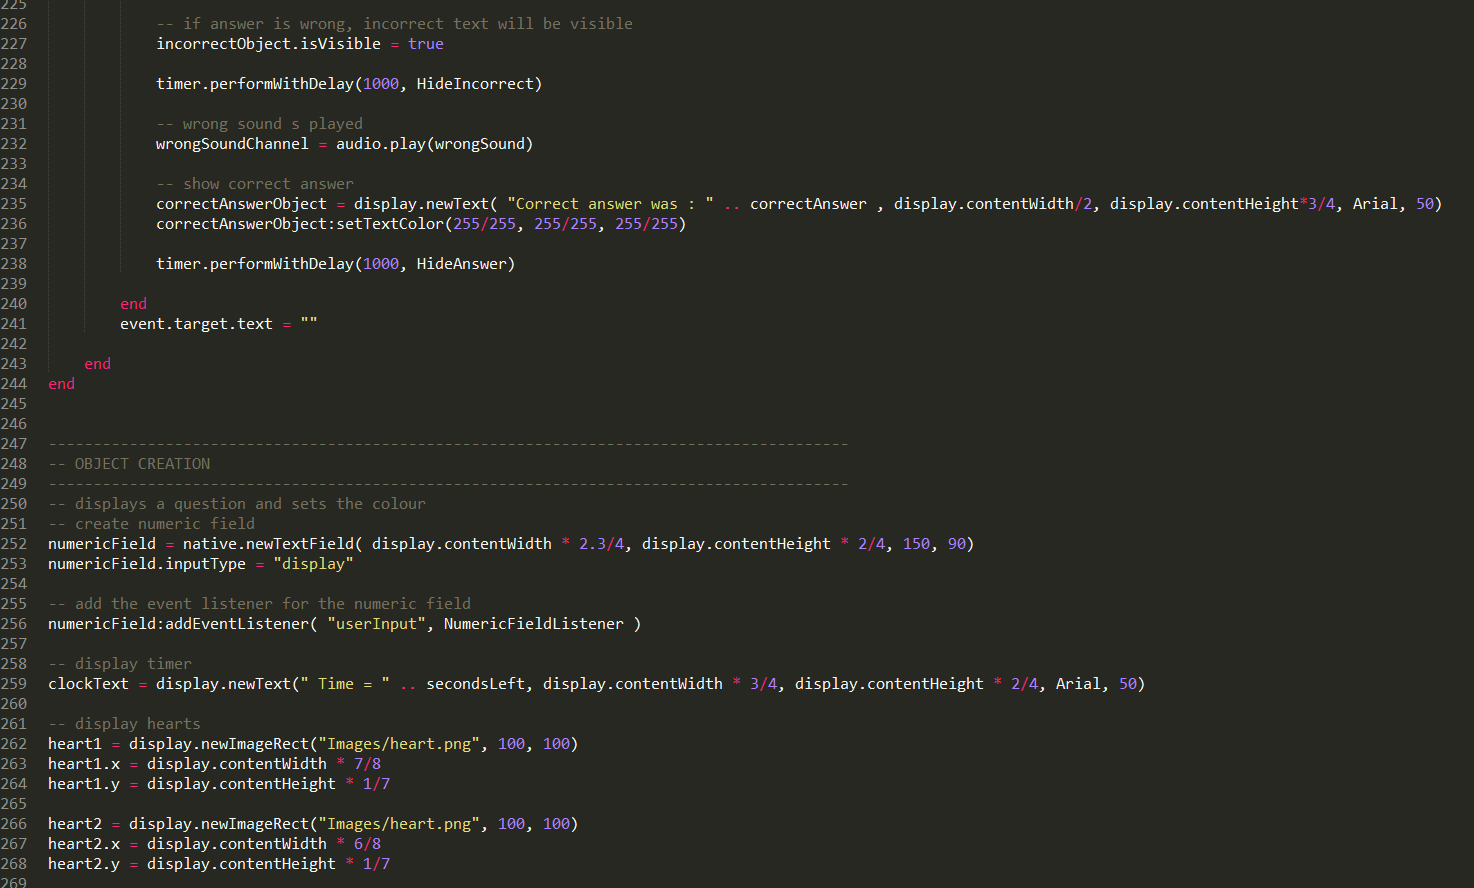 225
226 -- if answer is wrong, incorrect text will be visible
227 incorrectObject.isVisible = true
228
229 timer.performWithDelay(1000, HideIncorrect)
230
231 -- wrong sound s played
232 wrongSoundChannel = audio.play(wrongSound)
233
234 -- show correct answer
235 correctAnswerObject = display.newText( "Correct answer was : " .. correctAnswer , display.contentWidth/2, display.contentHeight*3/4, Arial, 50)
236 correctAnswerObject:setTextColor(255/255, 255/255, 255/255)
237
238 timer.performWithDelay(1000, HideAnswer)
239
240 end
241 event.target.text = ""
242
243 end
244 end
245
246
247 -----------------------------------------------------------------------------------------
248 -- OBJECT CREATION
249 -----------------------------------------------------------------------------------------
250 -- displays a question and sets the colour
251 -- create numeric field
252 numericField = native.newTextField( display.contentWidth * 2.3/4, display.contentHeight * 2/4, 150, 90)
253 numericField.inputType = "display"
254
255 -- add the event listener for the numeric field
256 numericField:addEventListener( "userInput", NumericFieldListener )
257
258 -- display timer
259 clockText = display.newText(" Time = " .. secondsLeft, display.contentWidth * 3/4, display.contentHeight * 2/4, Arial, 50)
260
261 -- display hearts
262 heart1 = display.newImageRect("Images/heart.png", 100, 100)
263 heart1.x = display.contentWidth * 7/8
264 heart1.y = display.contentHeight * 1/7
265
266 heart2 = display.newImageRect("Images/heart.png", 100, 100)
267 heart2.x = display.contentWidth * 6/8
268 heart2.y = display.contentHeight * 1/7
269